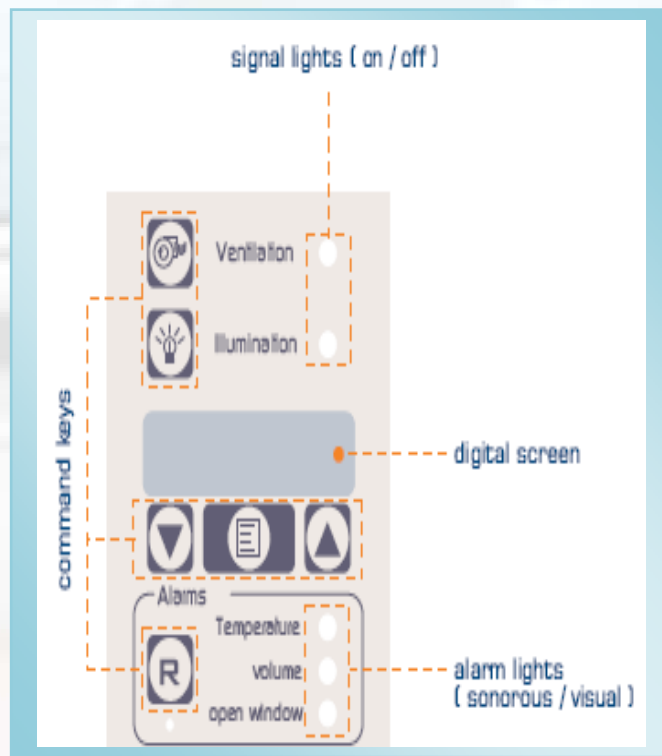 signal lights ( on / off )
Ventilation
Illumination
command keys
digital screen
Alarms
Temperature
R
volume
open window
alarm lights
( sonorous / visual )